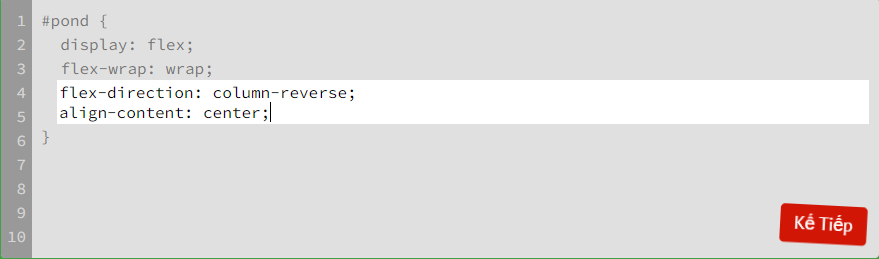 1 #pond {
2 display: flex;
3 flex-wrap: wrap;
4 flex-direction: column-reverse;
5 align-content: center;
6 }
7
8
9
10
Kế Tiếp